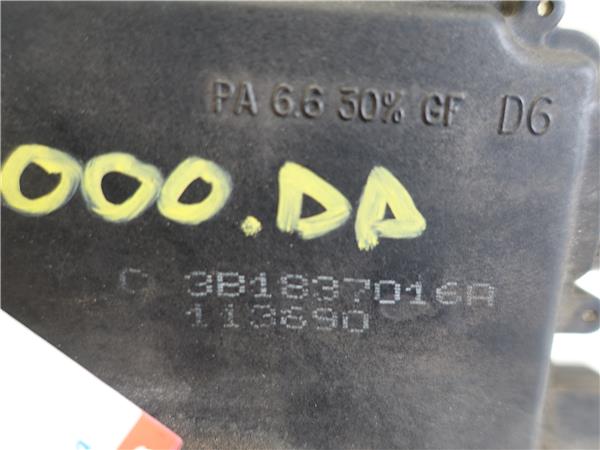 PA 6.6 30% GF D6
000.DA
C 3B1837016A
113690